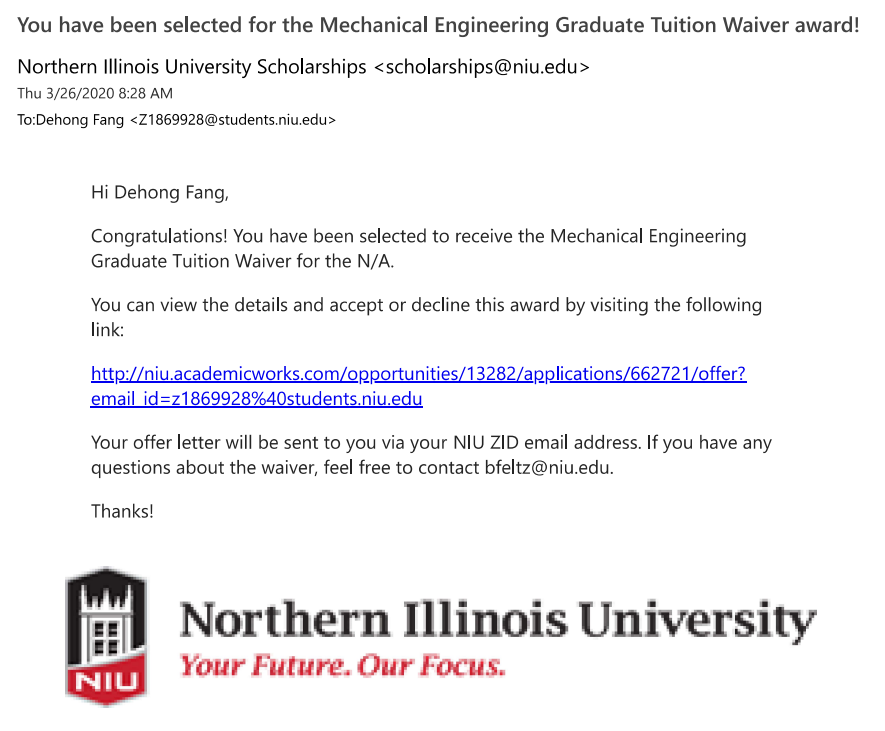 You have been selected for the Mechanical Engineering Graduate Tuition Waiver award!
Northern Illinois University Scholarships <scholarships@niu.edu>
Thu 3/26/2020 8:28 AM
To:Dehong Fang <Z1869928@students.niu.edu>
Hi Dehong Fang,
Congratulations! You have been selected to receive the Mechanical Engineering
Graduate Tuition Waiver for the N/A.
You can view the details and accept or decline this award by visiting the following
link:
http://niu.academicworks.com/opportunities/13282/applications/662721/offer?
email_id=z1869928%40students.niu.edu
Your offer letter will be sent to you via your NIU ZID email address. If you have any
questions about the waiver, feel free to contact bfeltz@niu.edu.
Thanks!
Northern Illinois University
Your Future. Our Focus.
NIU